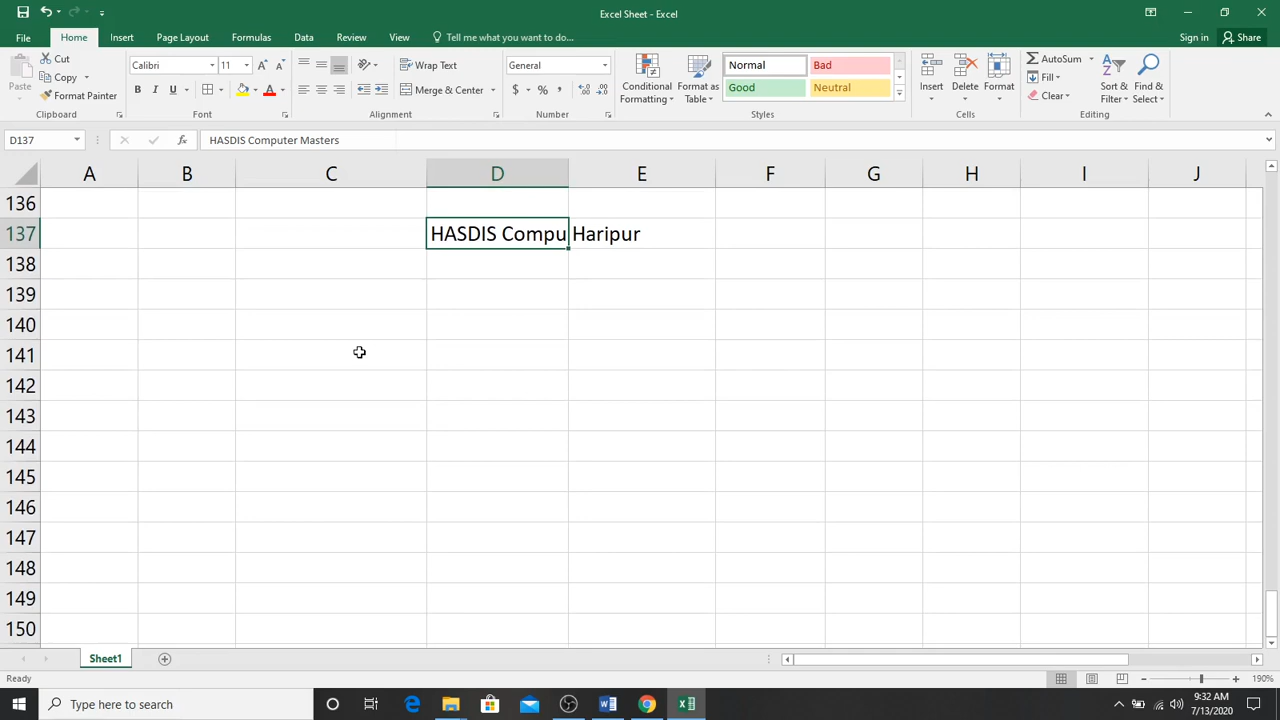 Excel Sheet - Excel
File Home Insert Page Layout Formulas Data Review View Tell me what you want to do... Sign in Share
Paste
Cut
Copy
Format Painter
Clipboard
Calibri 11 A A
B I U A
Font
Wrap Text
Merge & Center
Alignment
General
$ % ,
Number
Conditional Formatting
Format as Table
Normal Bad
Good Neutral
Styles
Insert Delete Format
Cells
AutoSum
Fill
Clear
Sort & Filter
Find & Select
Editing
D137 fx HASDIS Computer Masters
A B C D E F G H I J
136
137 HASDIS Compu Haripur
138
139
140
141
142
143
144
145
146
147
148
149
150
Sheet1
Ready 190%
Type here to search 9:32 AM
7/13/2020